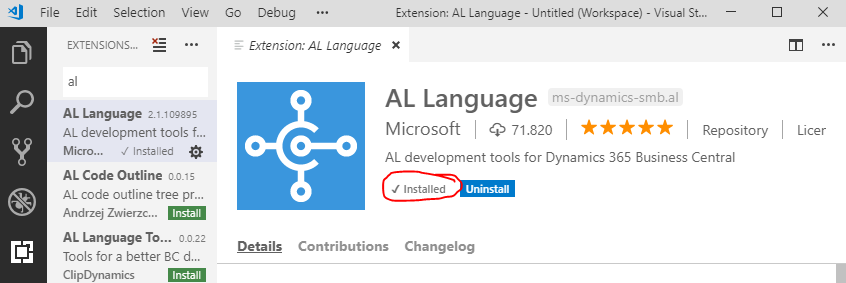 File Edit Selection View Go Debug ••• Extension: AL Language - Untitled (Workspace) - Visual St...
EXTENSIONS... •••
Extension: AL Language
al
AL Language 2.1.109895
AL development tools f...
Micro... ✓ Installed
AL Code Outline 0.0.15
AL code outline tree pr...
Andrzej Zwierzc... Install
AL Language To... 0.0.22
Tools for a better BC d...
ClipDynamics Install
AL Language ms-dynamics-smb.al
Microsoft 71.820 ★★★★★ Repository Licer
AL development tools for Dynamics 365 Business Central
✓ Installed Uninstall
Details Contributions Changelog